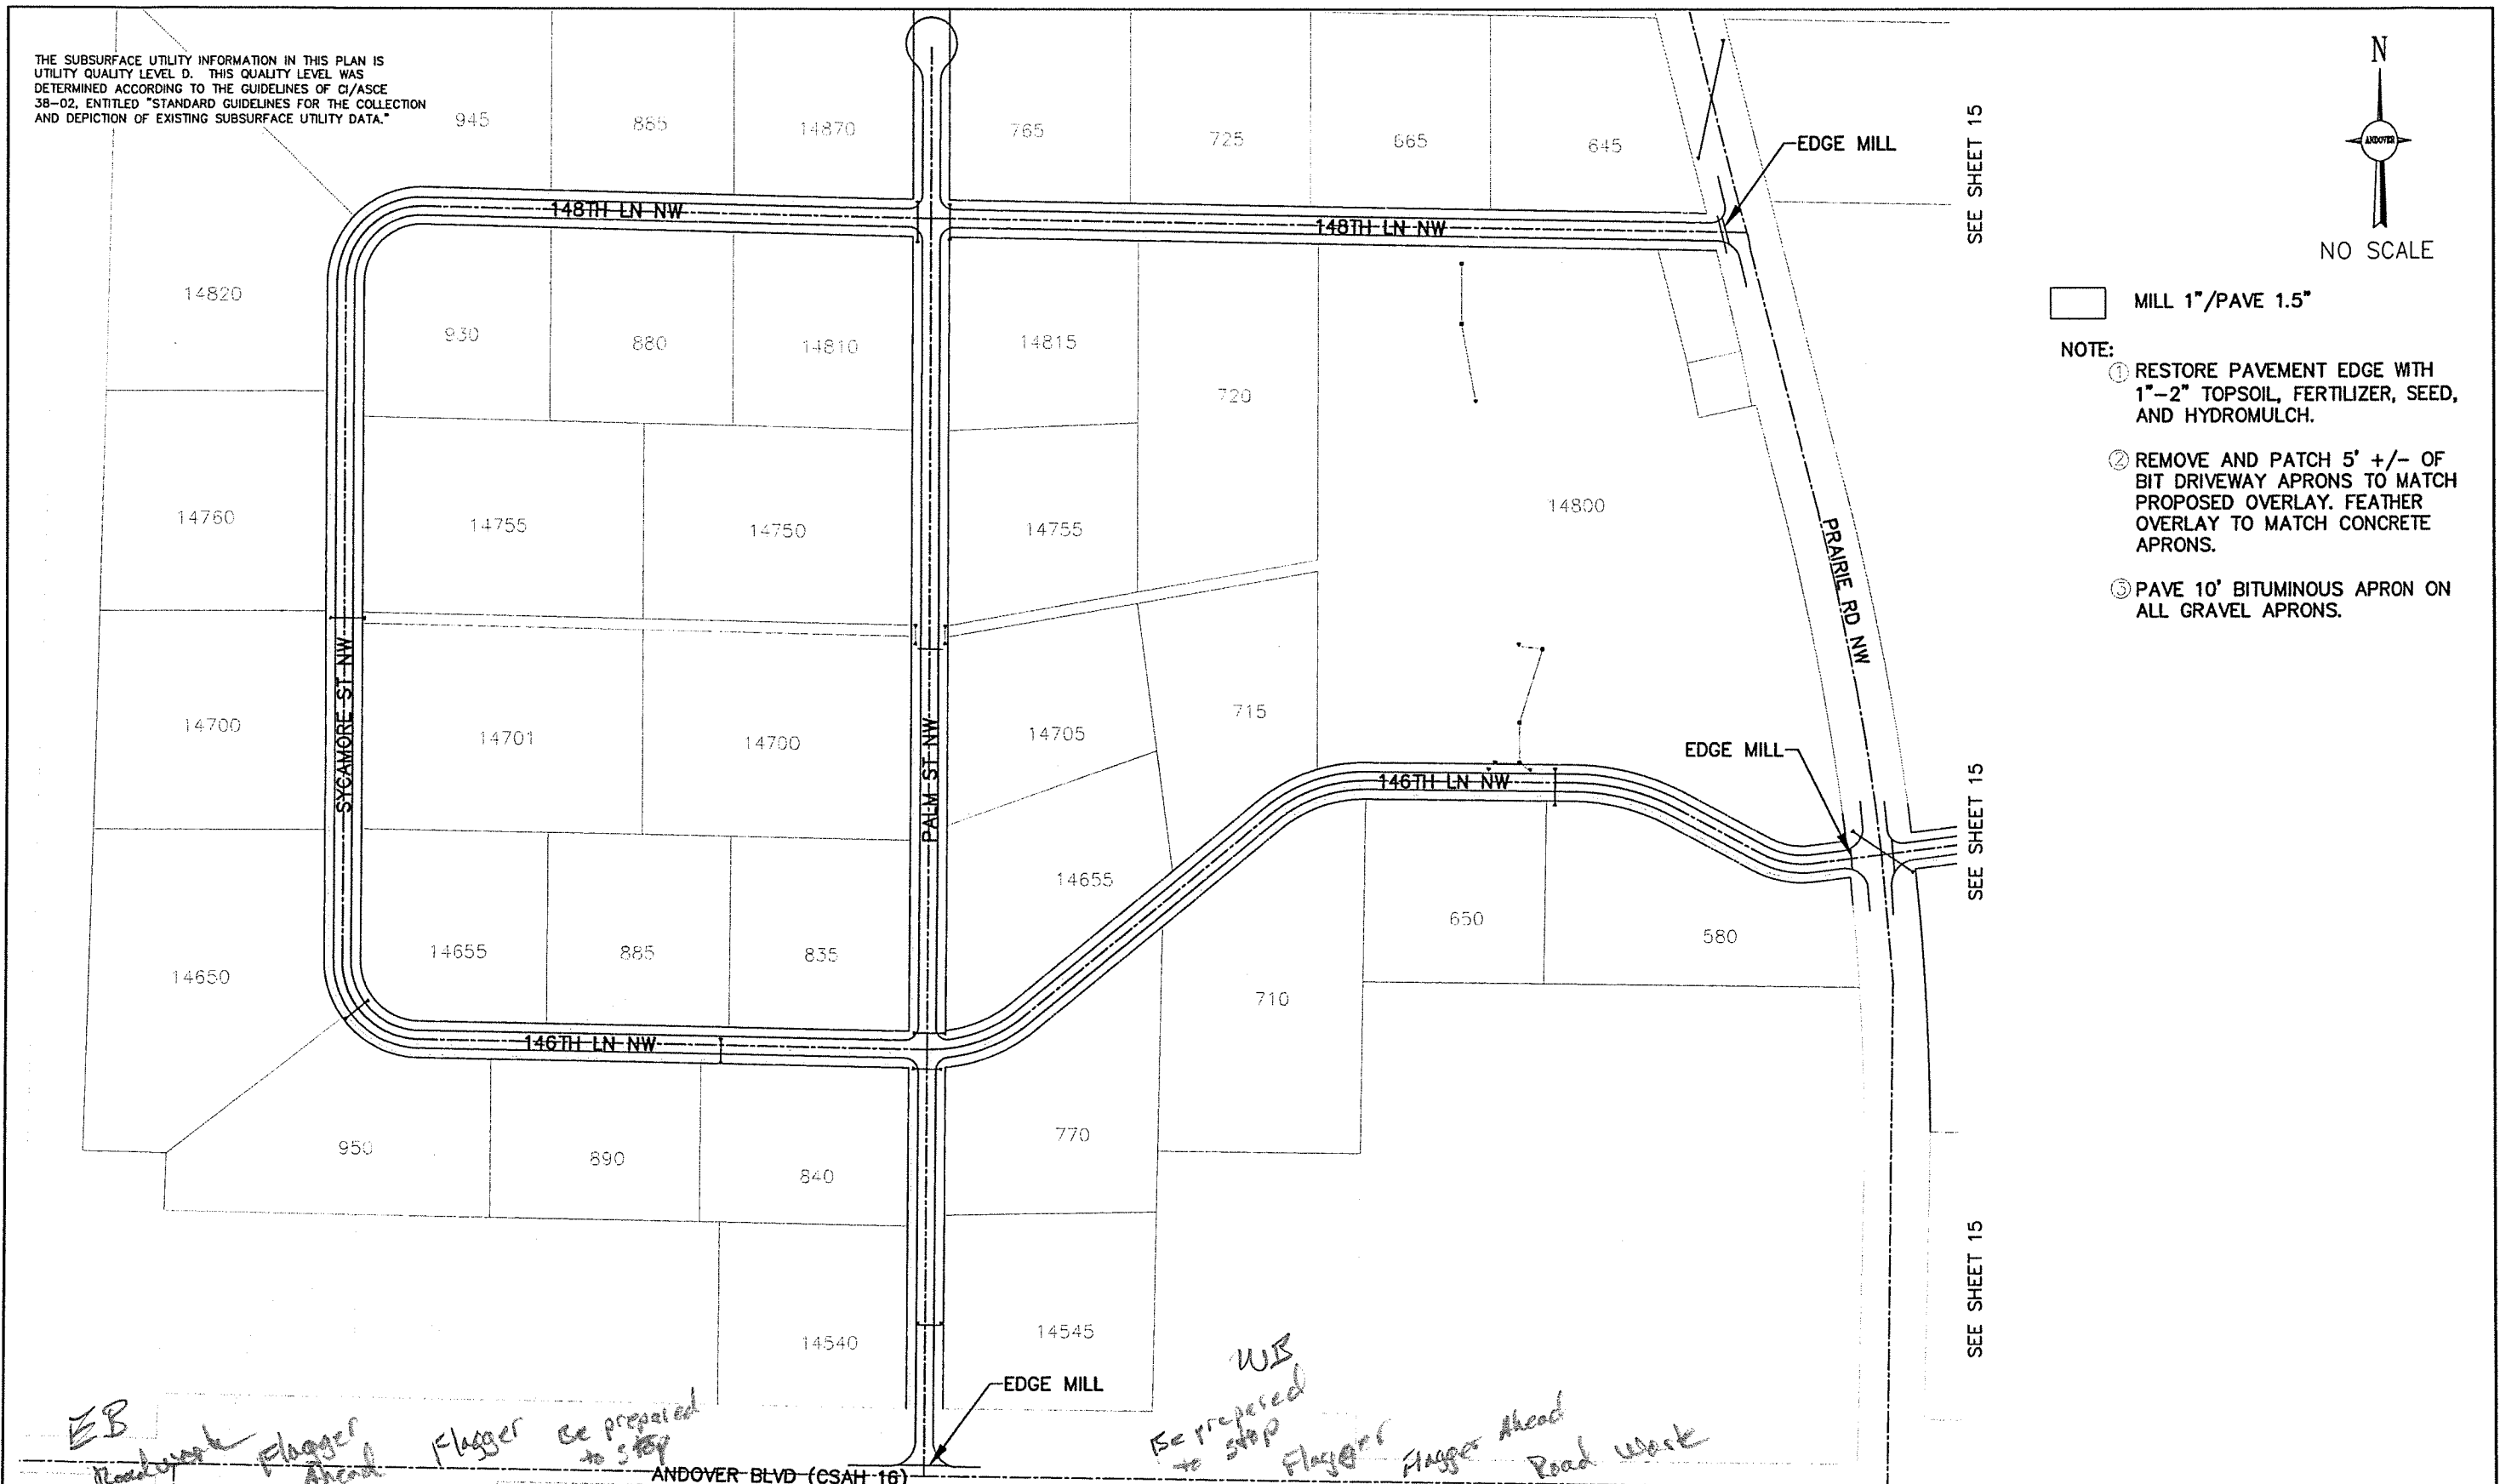 THE SUBSURFACE UTILITY INFORMATION IN THIS PLAN IS
UTILITY QUALITY LEVEL D. THIS QUALITY LEVEL WAS
DETERMINED ACCORDING TO THE GUIDELINES OF CI/ASCE
38-02, ENTITLED "STANDARD GUIDELINES FOR THE COLLECTION
AND DEPICTION OF EXISTING SUBSURFACE UTILITY DATA."
945
885
14870
765
725
665
645
EDGE MILL
SEE SHEET 15
N
ANDOVER
NO SCALE
MILL 1"/PAVE 1.5"
NOTE:
① RESTORE PAVEMENT EDGE WITH
1"-2" TOPSOIL, FERTILIZER, SEED,
AND HYDROMULCH.
② REMOVE AND PATCH 5' +/- OF
BIT DRIVEWAY APRONS TO MATCH
PROPOSED OVERLAY. FEATHER
OVERLAY TO MATCH CONCRETE
APRONS.
③ PAVE 10' BITUMINOUS APRON ON
ALL GRAVEL APRONS.
148TH LN NW
148TH LN NW
14820
930
880
14810
14815
720
14760
14755
14750
14755
14800
PRAIRIE RD NW
SYCAMORE ST NW
14700
14701
14700
PALM ST NW
14705
715
146TH LN NW
EDGE MILL
SEE SHEET 15
14650
14655
885
835
14655
710
650
580
146TH LN NW
950
890
840
770
14540
14545
EDGE MILL
SEE SHEET 15
EB
Roadwork
Flagger
Ahead
Flagger
Be prepared
to stop
WB
Be prepared
to stop
Flagger
Flagger Ahead
Road Work
ANDOVER BLVD (CSAH 16)